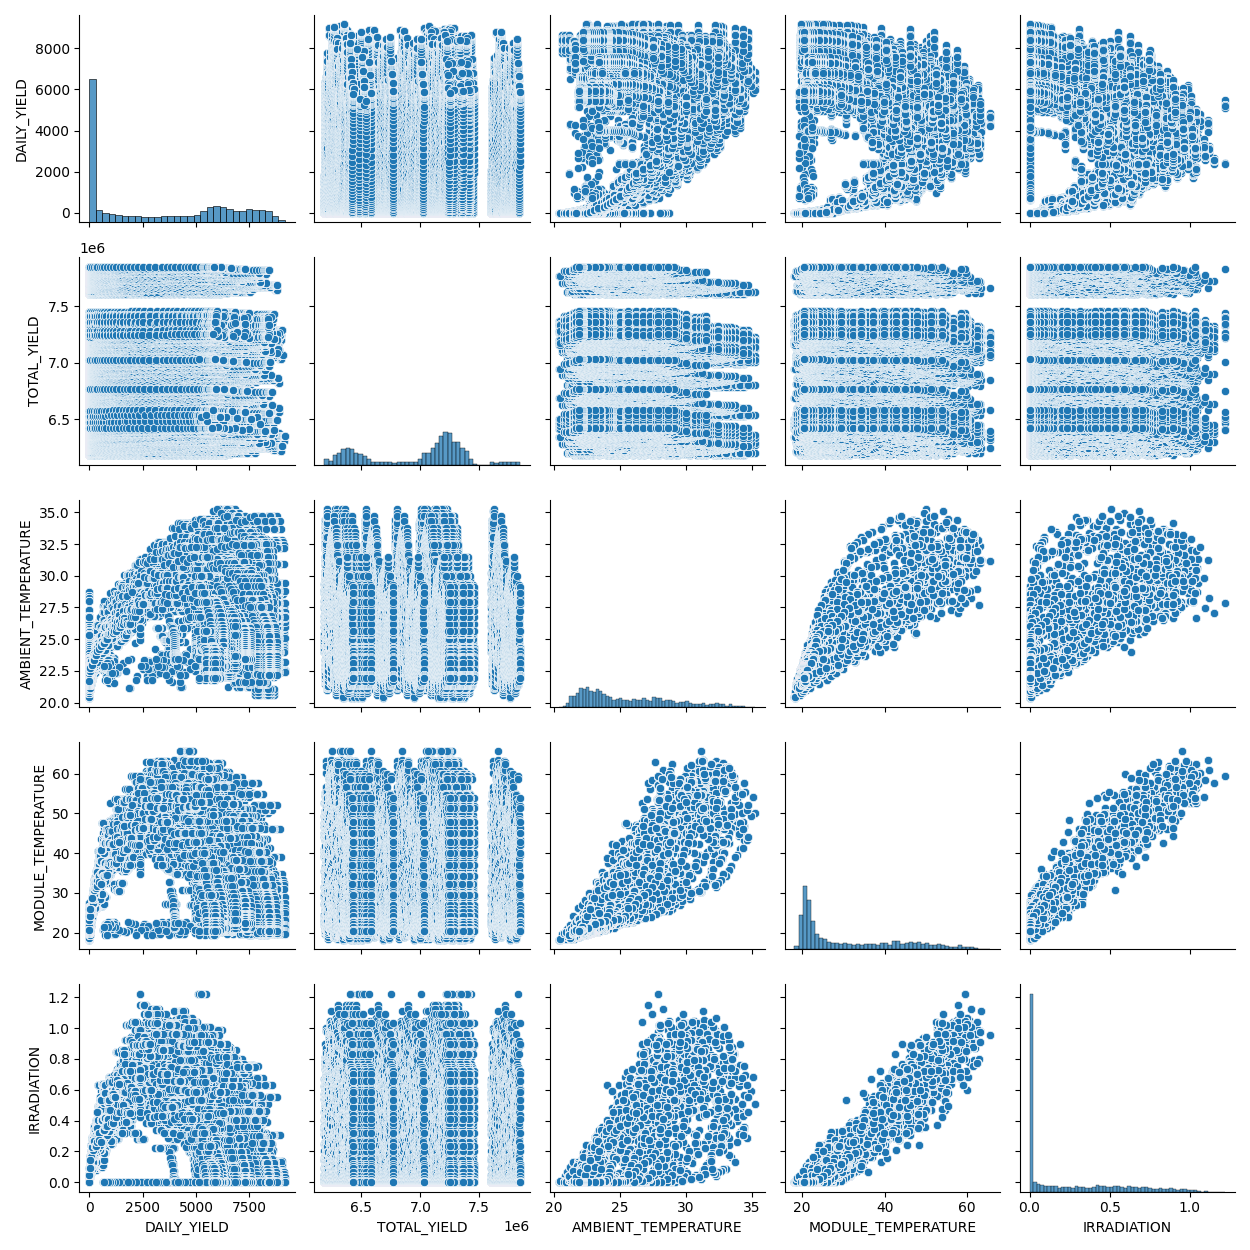 8000
6000
4000
2000
0
DAILY_YIELD
1e6
7.5
7.0
6.5
TOTAL_YIELD
35.0
32.5
30.0
27.5
25.0
22.5
20.0
AMBIENT_TEMPERATURE
60
50
40
30
20
MODULE_TEMPERATURE
1.2
1.0
0.8
0.6
0.4
0.2
0.0
IRRADIATION
0 2500 5000 7500
6.5 7.0 7.5
1e6
20 25 30 35
20 40 60
0.0 0.5 1.0
DAILY_YIELD
TOTAL_YIELD
AMBIENT_TEMPERATURE
MODULE_TEMPERATURE
IRRADIATION